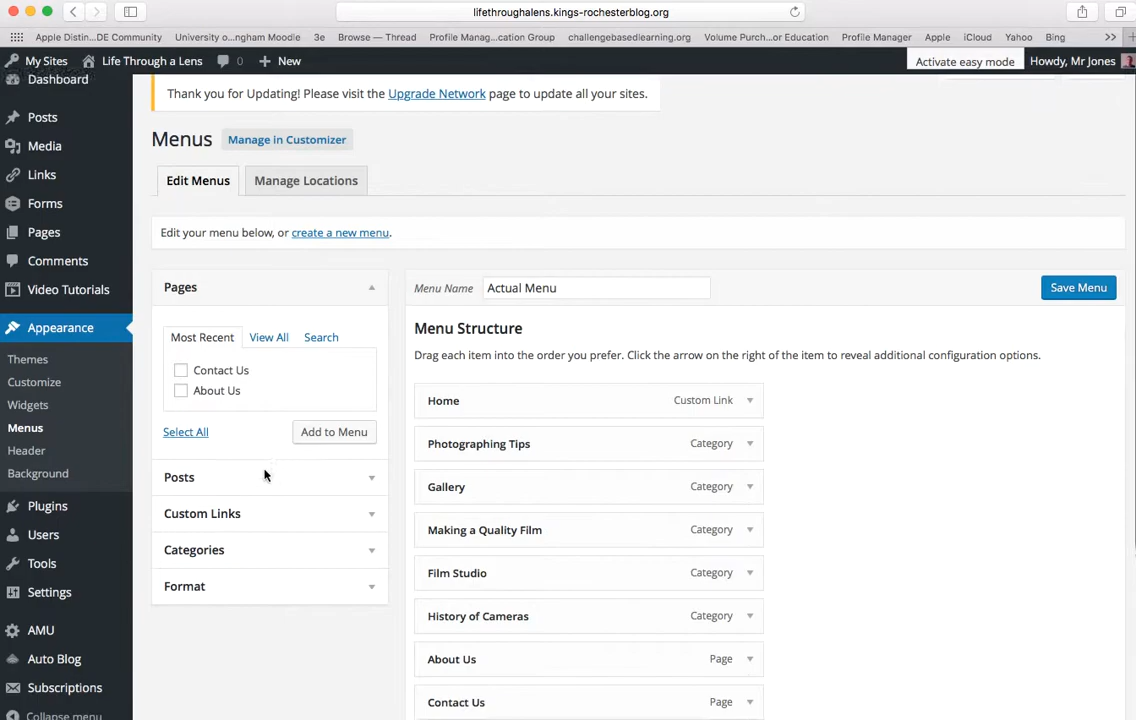 lifethroughalens.kings-rochesterblog.org
Apple Distin...DE Community University o...ngham Moodle 3e Browse — Thread Profile Manag...cation Group challengebasedlearning.org Volume Purch...or Education Profile Manager Apple iCloud Yahoo Bing
My Sites Life Through a Lens 0 New Activate easy mode Howdy, Mr Jones
Dashboard
Posts
Media
Links
Forms
Pages
Comments
Video Tutorials
Appearance
Themes
Customize
Widgets
Menus
Header
Background
Plugins
Users
Tools
Settings
AMU
Auto Blog
Subscriptions
Collapse menu
Thank you for Updating! Please visit the Upgrade Network page to update all your sites.
Menus Manage in Customizer
Edit Menus Manage Locations
Edit your menu below, or create a new menu.
Pages
Most Recent View All Search
Contact Us
About Us
Select All Add to Menu
Posts
Custom Links
Categories
Format
Menu Name Actual Menu Save Menu
Menu Structure
Drag each item into the order you prefer. Click the arrow on the right of the item to reveal additional configuration options.
Home Custom Link
Photographing Tips Category
Gallery Category
Making a Quality Film Category
Film Studio Category
History of Cameras Category
About Us Page
Contact Us Page